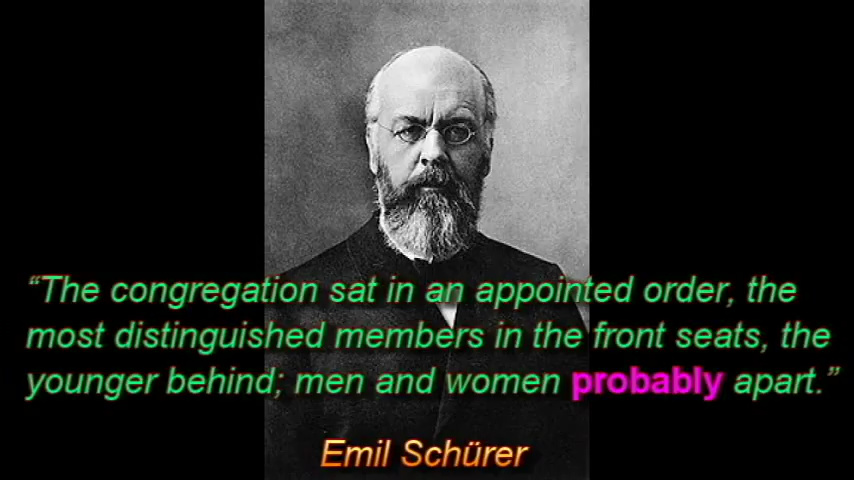 “The congregation sat in an appointed order, the
most distinguished members in the front seats, the
younger behind; men and women probably apart.”
Emil Schürer